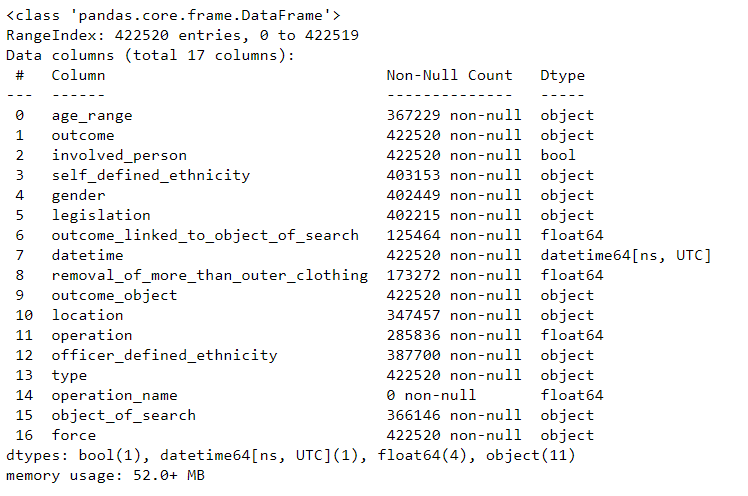 <class 'pandas.core.frame.DataFrame'>
RangeIndex: 422520 entries, 0 to 422519
Data columns (total 17 columns):
 #   Column                               Non-Null Count   Dtype
---  ------                               --------------   -----
 0   age_range                            367229 non-null  object
 1   outcome                              422520 non-null  object
 2   involved_person                      422520 non-null  bool
 3   self_defined_ethnicity               403153 non-null  object
 4   gender                               402449 non-null  object
 5   legislation                          402215 non-null  object
 6   outcome_linked_to_object_of_search   125464 non-null  float64
 7   datetime                             422520 non-null  datetime64[ns, UTC]
 8   removal_of_more_than_outer_clothing  173272 non-null  float64
 9   outcome_object                       422520 non-null  object
 10  location                             347457 non-null  object
 11  operation                            285836 non-null  float64
 12  officer_defined_ethnicity            387700 non-null  object
 13  type                                 422520 non-null  object
 14  operation_name                       0 non-null       float64
 15  object_of_search                     366146 non-null  object
 16  force                                422520 non-null  object
dtypes: bool(1), datetime64[ns, UTC](1), float64(4), object(11)
memory usage: 52.0+ MB